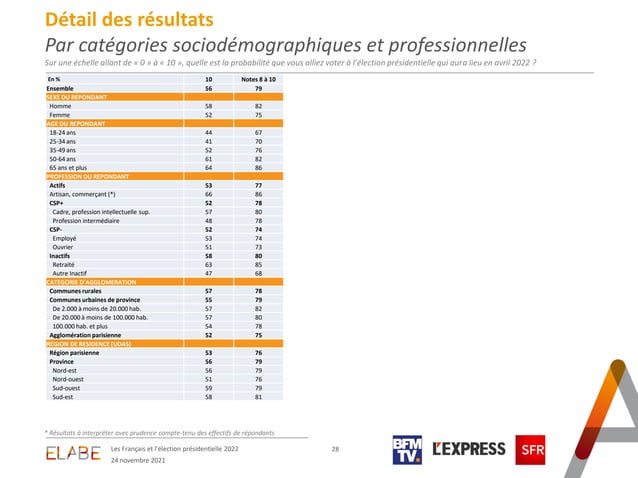 Détail des résultats
Par catégories sociodémographiques et professionnelles
Sur une échelle allant de « 0 » à « 10 », quelle est la probabilité que vous alliez voter à l'élection présidentielle qui aura lieu en avril 2022 ?
En % 10 Notes 8 à 10
Ensemble 56 79
SEXE DU REPONDANT
Homme 58 82
Femme 52 75
AGE DU REPONDANT
18-24 ans 44 67
25-34 ans 41 70
35-49 ans 52 76
50-64 ans 61 82
65 ans et plus 64 86
PROFESSION DU REPONDANT
Actifs 53 77
Artisan, commerçant (*) 66 86
CSP+ 52 78
Cadre, profession intellectuelle sup. 57 80
Profession intermédiaire 48 78
CSP- 52 74
Employé 53 74
Ouvrier 51 73
Inactifs 58 80
Retraité 63 85
Autre inactif 47 68
CATEGORIE D'AGGLOMERATION
Communes rurales 57 78
Communes urbaines de province 55 79
De 2.000 à moins de 20.000 hab. 57 82
De 20.000 à moins de 100.000 hab. 57 80
100.000 hab. et plus 54 78
Agglomération parisienne 52 75
REGION DE RESIDENCE (UDA5)
Région parisienne 53 76
Province 56 79
Nord-est 56 79
Nord-ouest 51 76
Sud-ouest 59 79
Sud-est 58 81
* Résultats à interpréter avec prudence compte-tenu des effectifs de répondants
ELABE
Les Français et l'élection présidentielle 2022
24 novembre 2021
28
BFM
TV.
L'EXPRESS
SFR